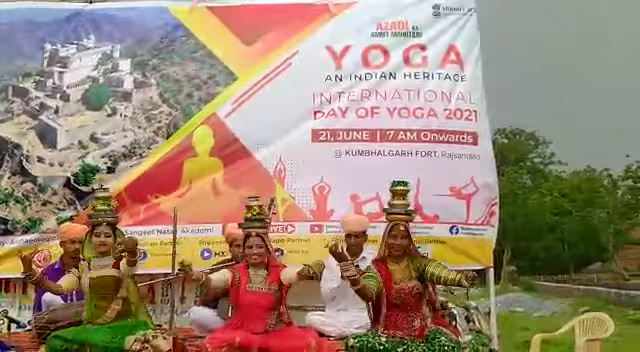 AZADI KA
AMRIT MAHOTSAV
YOGA
AN INDIAN HERITAGE
INTERNATIONAL
DAY OF YOGA 2021
21, JUNE | 7 AM Onwards
@ KUMBHALGARH FORT, Rajsamand
LIVE
Sangeet Natak Akademi